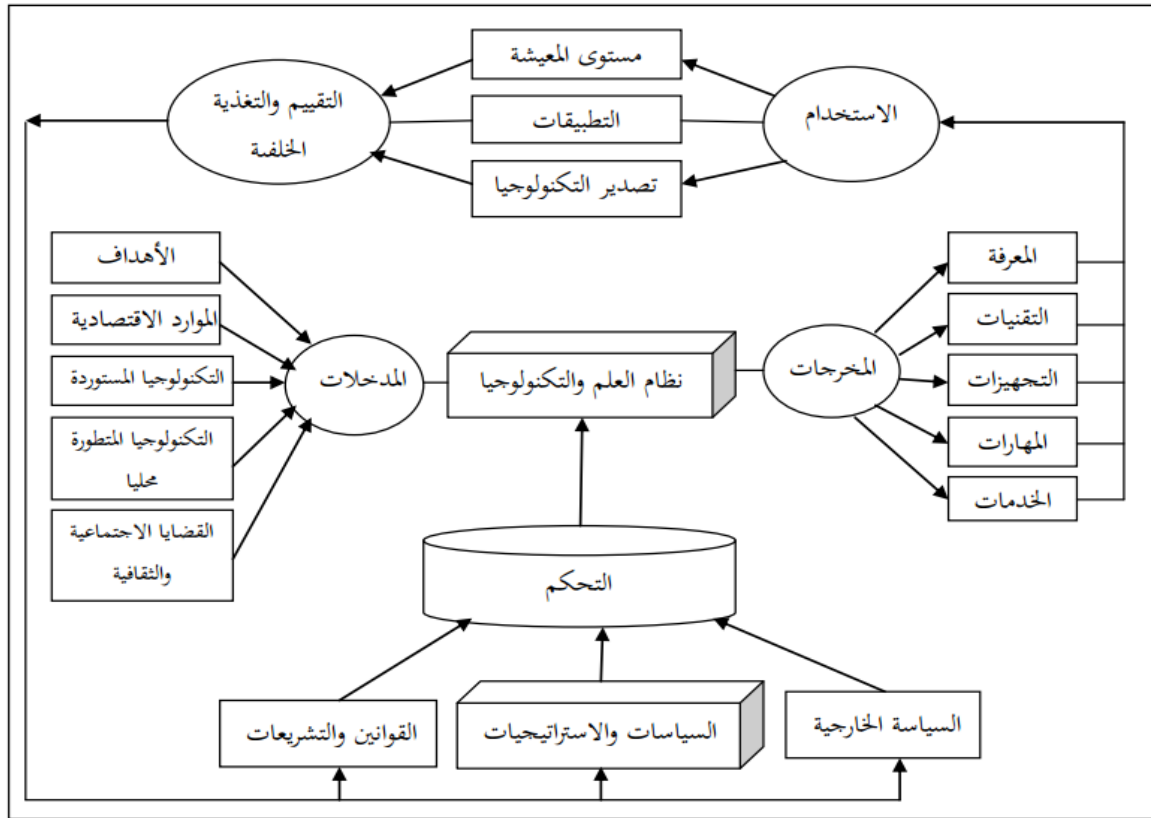 مستوى المعيشة
الاستخدام
التطبيقات
التقييم والتغذية
الخلفية
تصدير التكنولوجيا
المعرفة
التقنيات
التجهيزات
المهارات
الخدمات
المخرجات
نظام العلم والتكنولوجيا
المدخلات
الأهداف
الموارد الاقتصادية
التكنولوجيا المستوردة
التكنولوجيا المتطورة
محليا
القضايا الاجتماعية
والثقافية
التحكم
السياسة الخارجية
السياسات والاستراتيجيات
القوانين والتشريعات